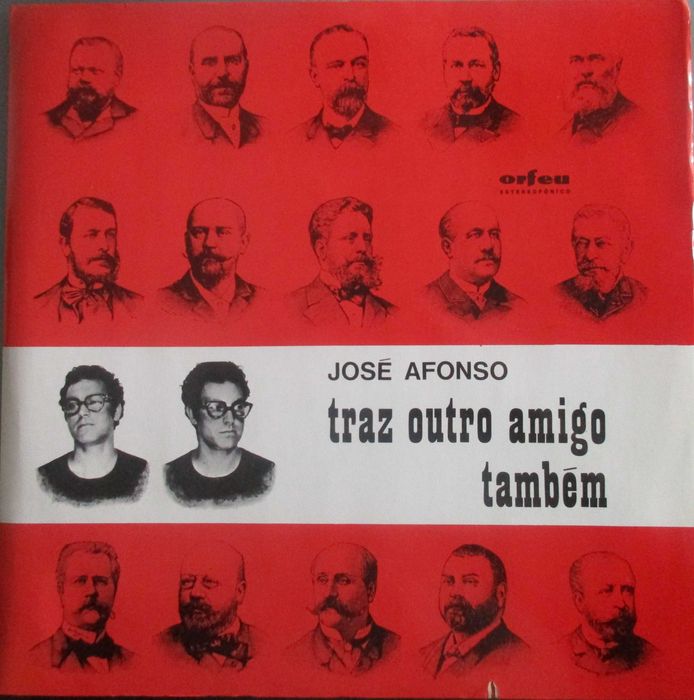 orfeu
ESTEREOFÓNICO
JOSÉ AFONSO
traz outro amigo
também